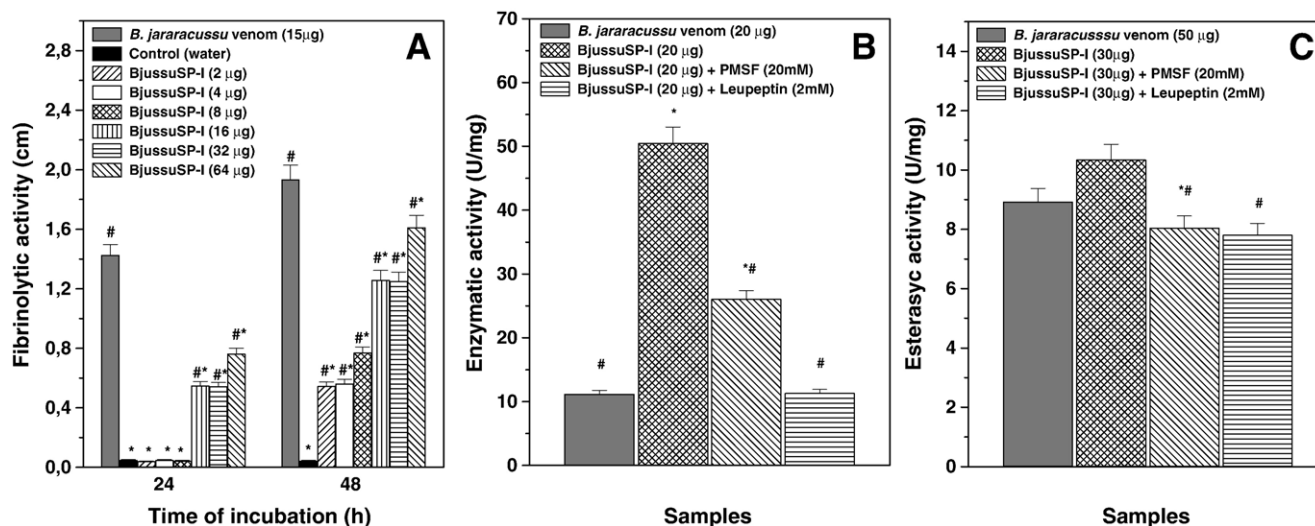 A
B. jararacussu venom (15µg)
Control (water)
BjussuSP-I (2 µg)
BjussuSP-I (4 µg)
BjussuSP-I (8 µg)
BjussuSP-I (16 µg)
BjussuSP-I (32 µg)
BjussuSP-I (64 µg)
Fibrinolytic activity (cm)
2,8
2,4
2,0
1,6
1,2
0,8
0,4
0,0
#
* * * *
#* #* #*
#
*
#* #* #* #* #* #*
24 48
Time of incubation (h)
B
B. jararacusssu venom (20 µg)
BjussuSP-I (20 µg)
BjussuSP-I (20 µg) + PMSF (20mM)
BjussuSP-I (20 µg) + Leupeptin (2mM)
Enzymatic activity (U/mg)
70
60
50
40
30
20
10
0
# * *# #
Samples
C
B. jararacussu venom (50 µg)
BjussuSP-I (30µg)
BjussuSP-I (30µg) + PMSF (20mM)
BjussuSP-I (30µg) + Leupeptin (2mM)
Esterasyc activity (U/mg)
14
12
10
8
6
4
2
0
*# #
Samples